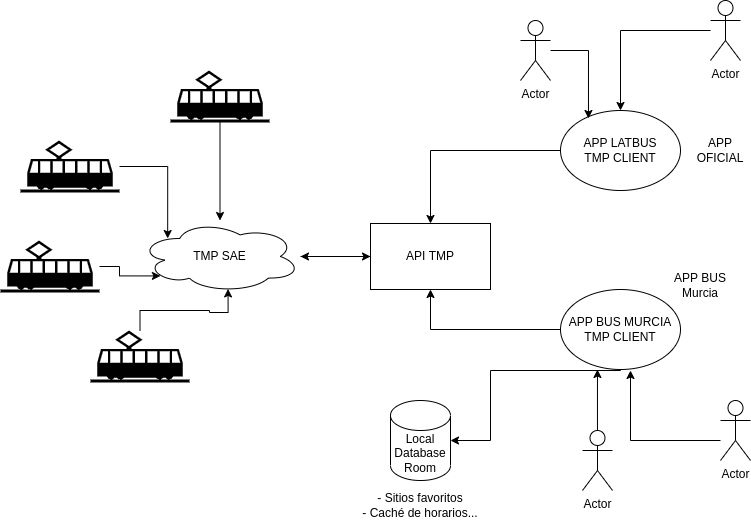 Actor
Actor
APP LATBUS
TMP CLIENT
APP
OFICIAL
TMP SAE
API TMP
APP BUS
Murcia
APP BUS MURCIA
TMP CLIENT
Local
Database
Room
- Sitios favoritos
- Caché de horarios...
Actor
Actor